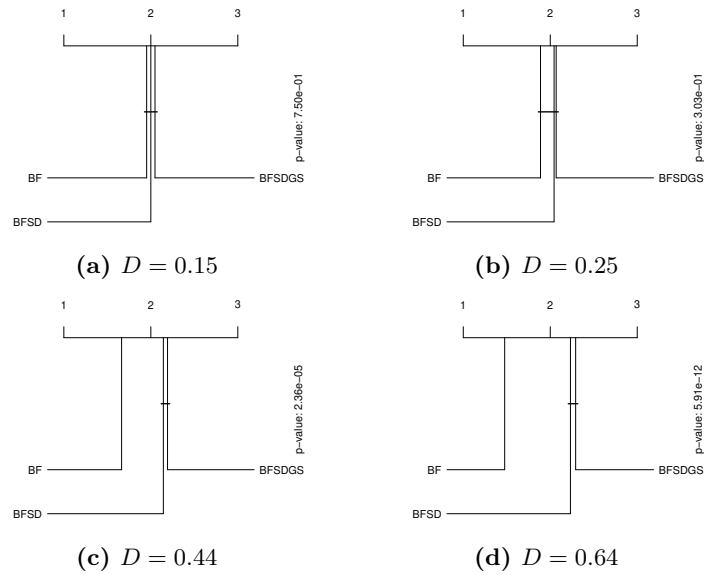 1 2 3
p-value: 7.50e-01
BF
BFSDGS
BFSD
(a) D = 0.15
1 2 3
p-value: 3.03e-01
BF
BFSDGS
BFSD
(b) D = 0.25
1 2 3
p-value: 2.36e-05
BF
BFSDGS
BFSD
(c) D = 0.44
1 2 3
p-value: 5.91e-12
BF
BFSDGS
BFSD
(d) D = 0.64